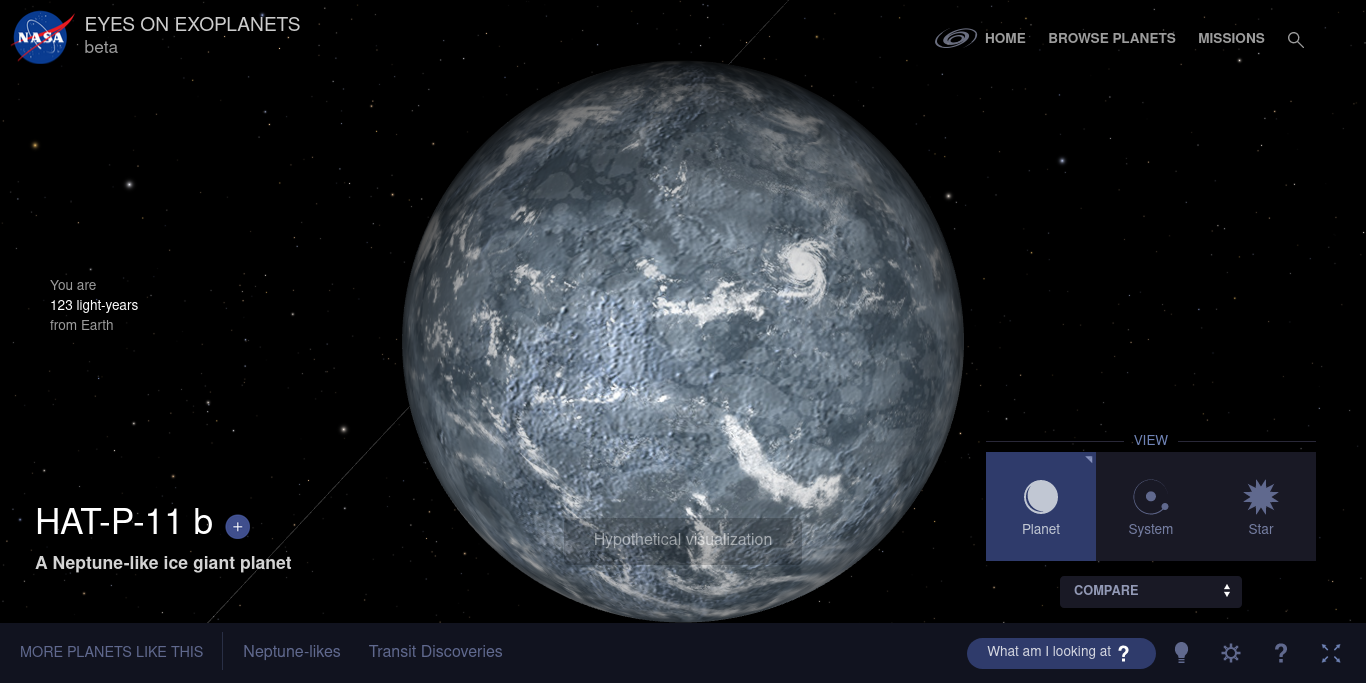 NASA
EYES ON EXOPLANETS
beta
HOME
BROWSE PLANETS
MISSIONS
You are
123 light-years
from Earth
VIEW
Planet
System
Star
HAT-P-11 b +
A Neptune-like ice giant planet
Hypothetical visualization
COMPARE
MORE PLANETS LIKE THIS
Neptune-likes
Transit Discoveries
What am I looking at ?
?